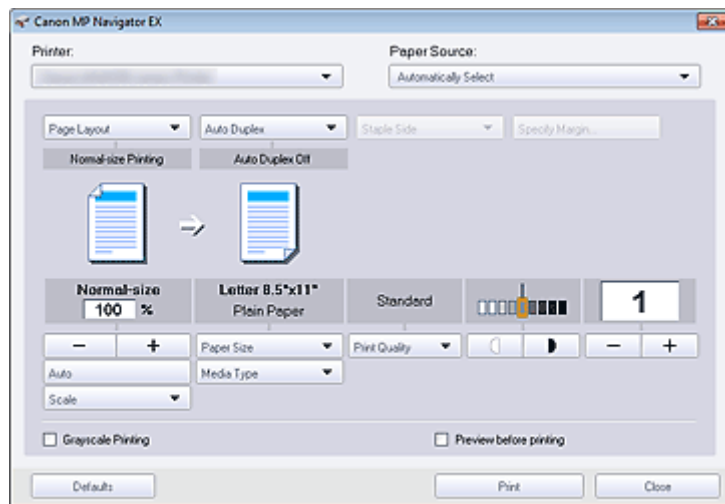 Canon MP Navigator EX
Printer:
Paper Source:
Automatically Select
Page Layout
Auto Duplex
Staple Side
Specify Margin...
Normal-size Printing
Auto Duplex Off
Normal-size
100 %
Letter 8.5"x11"
Plain Paper
Standard
1
Paper Size
Print Quality
Auto
Media Type
Scale
Grayscale Printing
Preview before printing
Defaults
Print
Close